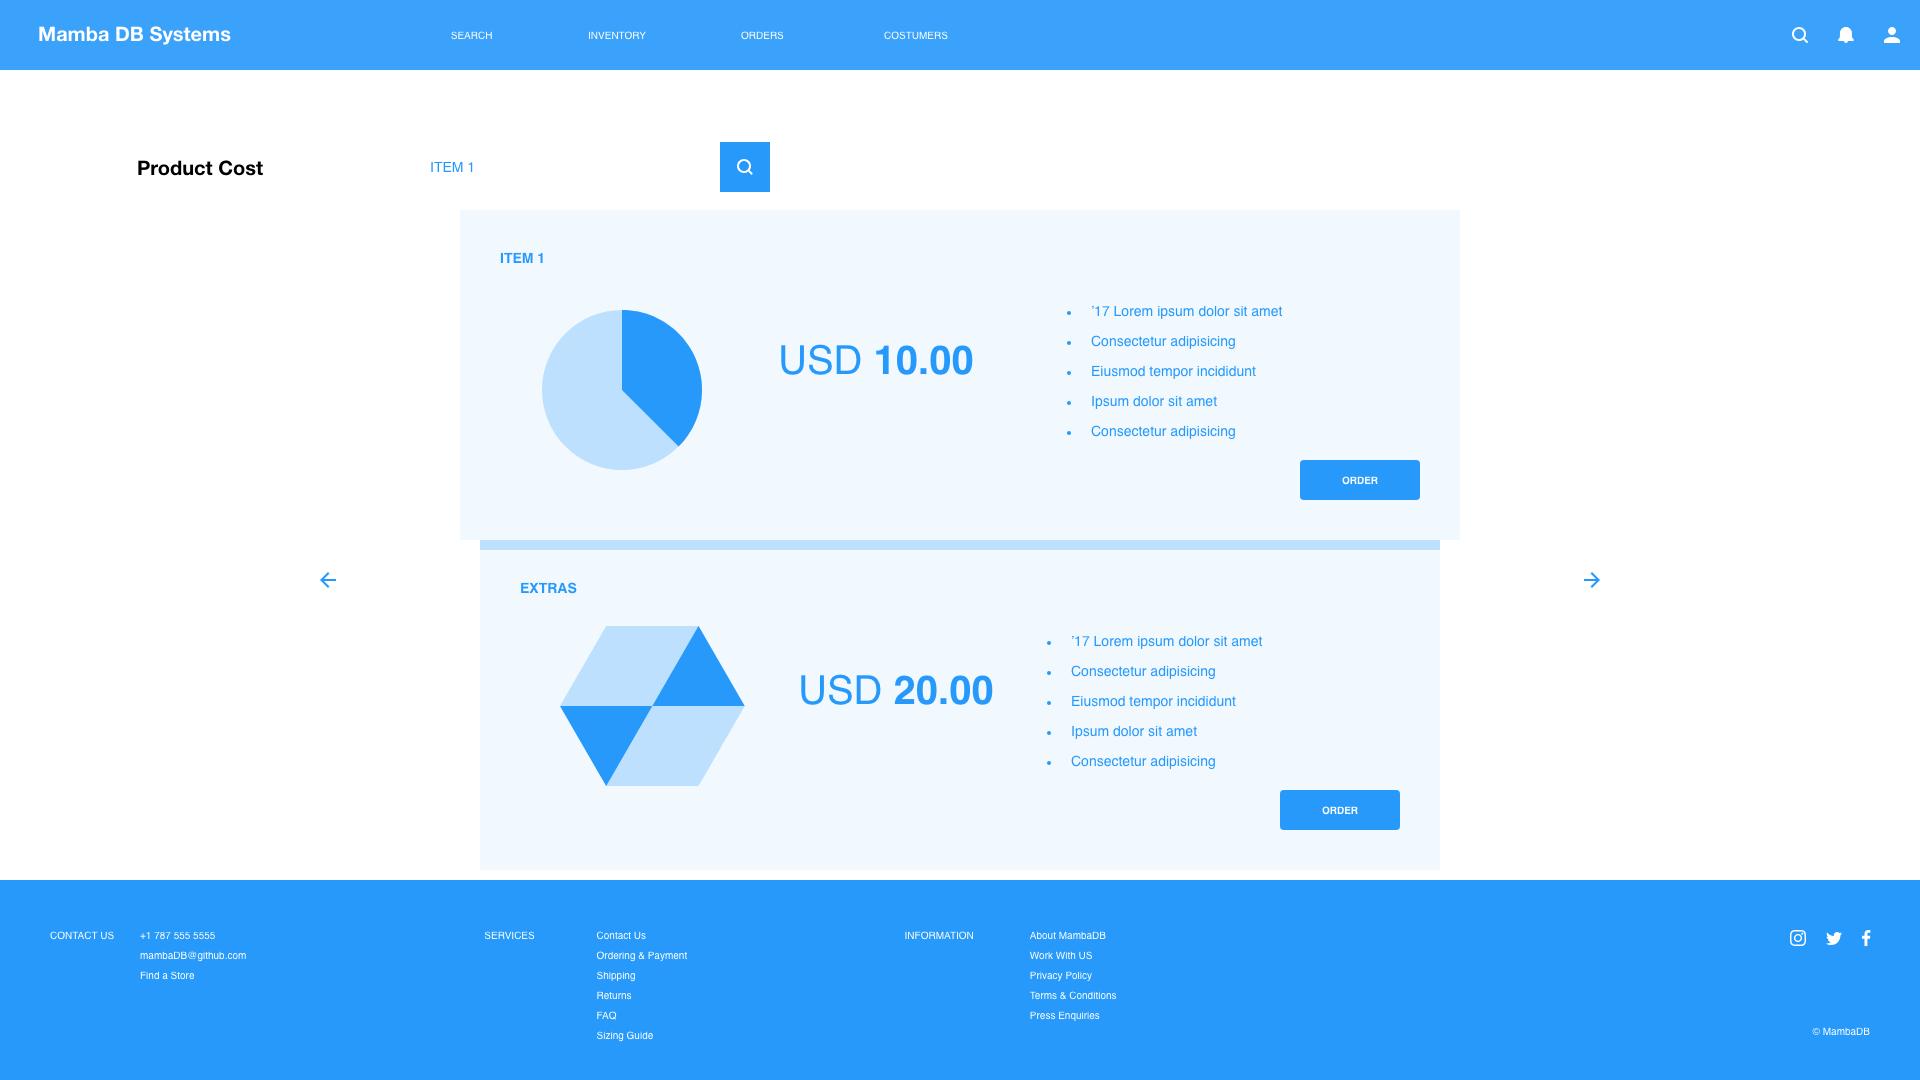 Mamba DB Systems
SEARCH
INVENTORY
ORDERS
COSTUMERS
Product Cost
ITEM 1
ITEM 1
USD 10.00
'17 Lorem ipsum dolor sit amet
Consectetur adipisicing
Eiusmod tempor incididunt
Ipsum dolor sit amet
Consectetur adipisicing
ORDER
EXTRAS
USD 20.00
'17 Lorem ipsum dolor sit amet
Consectetur adipisicing
Eiusmod tempor incididunt
Ipsum dolor sit amet
Consectetur adipisicing
ORDER
CONTACT US
+1 787 555 5555
mambaDB@github.com
Find a Store
SERVICES
Contact Us
Ordering & Payment
Shipping
Returns
FAQ
Sizing Guide
INFORMATION
About MambaDB
Work With US
Privacy Policy
Terms & Conditions
Press Enquiries
© MambaDB